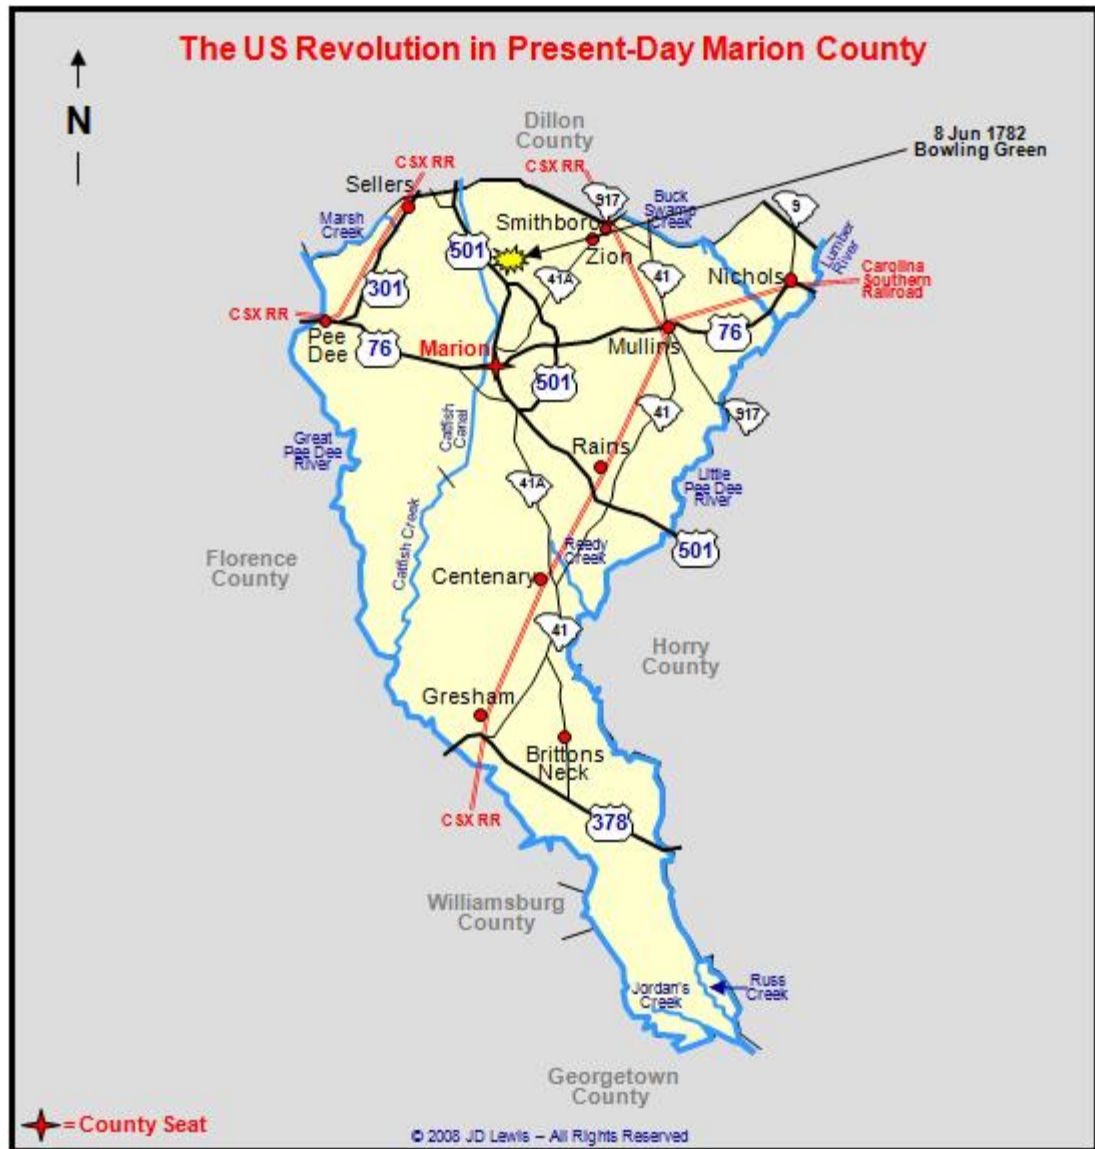 The US Revolution in Present-Day Marion County
N
Dillon
County
8 Jun 1782
Bowling Green
CSX RR
CSX RR
Sellers
917
Buck
Swamp
Creek
9
Marsh
Creek
Smithboro
Zion
Lumber
River
501
41A
41
Nichols
Carolina
Southern
Railroad
301
CSX RR
Pee
Dee
76
Marion
Mullins
76
501
41
917
Catfish
Canal
Great
Pee Dee
River
Rains
41A
Little
Pee Dee
River
501
Catfish Creek
Reedy
Creek
Florence
County
Centenary
41
Horry
County
Gresham
Brittons
Neck
CSX RR
378
Williamsburg
County
Jordan's
Creek
Russ
Creek
Georgetown
County
= County Seat
© 2008 JD Lewis – All Rights Reserved